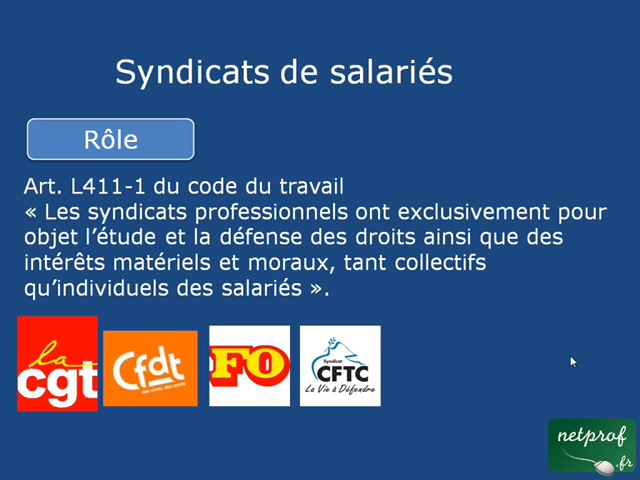 Syndicats de salariés
Rôle
Art. L411-1 du code du travail
« Les syndicats professionnels ont exclusivement pour
objet l’étude et la défense des droits ainsi que des
intérêts matériels et moraux, tant collectifs
qu’individuels des salariés ».
la
cgt
Cfdt
FO
Syndicat
CFTC
La Vie à Défendre
netprof
.fr